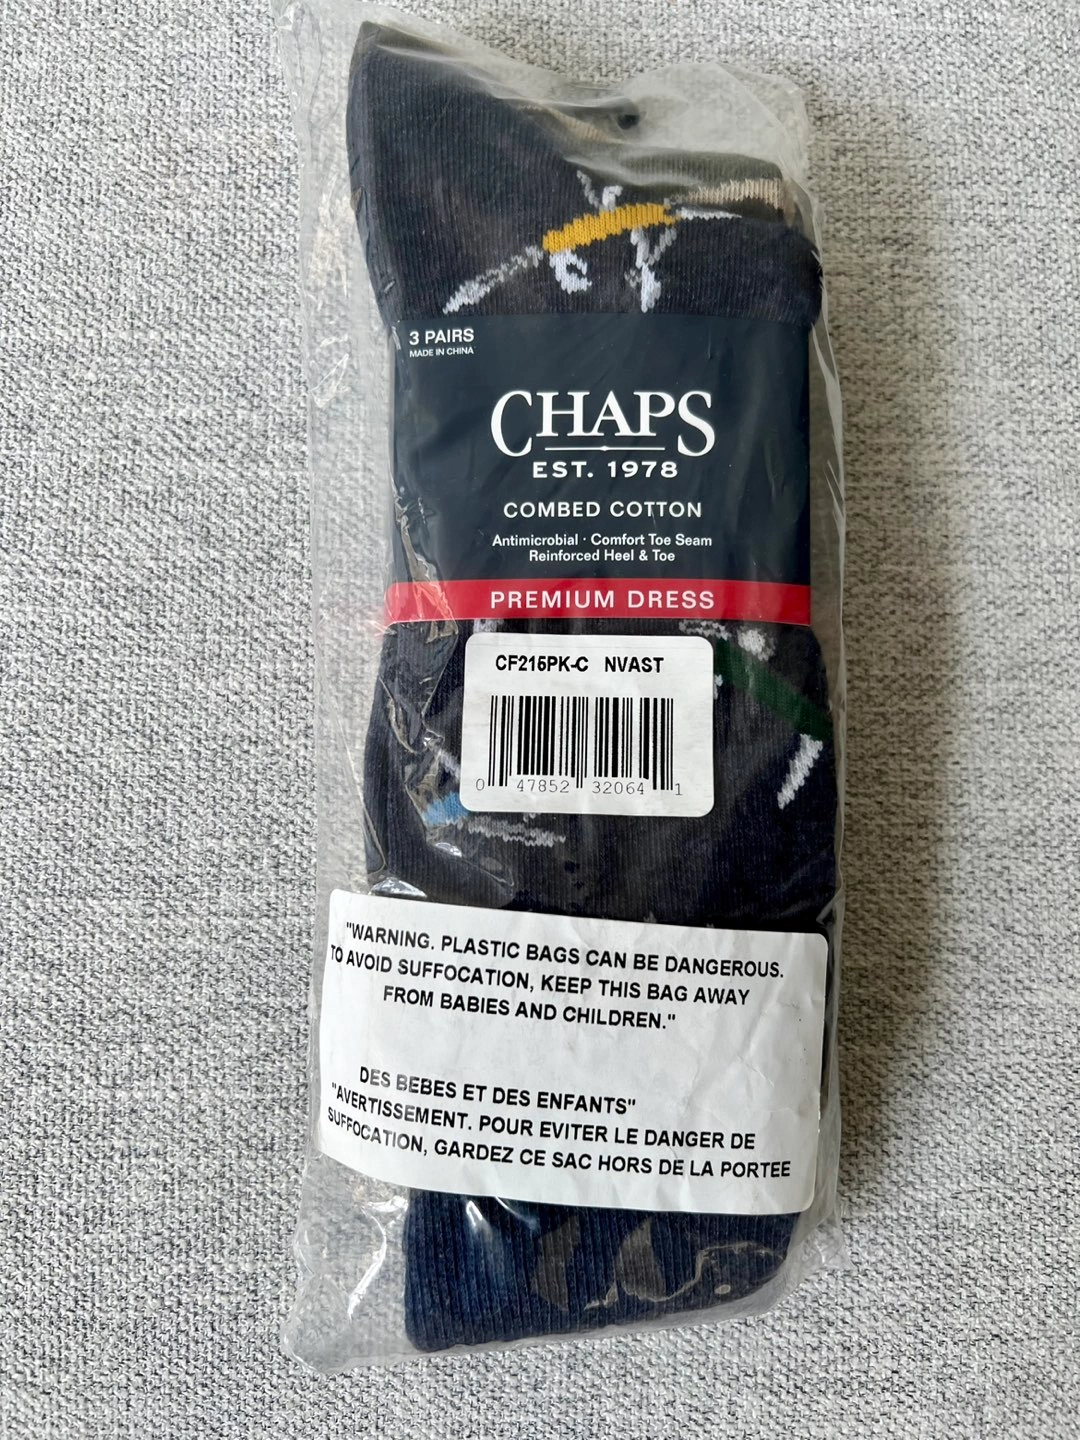 3 PAIRS
MADE IN CHINA
CHAPS
EST. 1978
COMBED COTTON
Antimicrobial · Comfort Toe Seam
Reinforced Heel & Toe
PREMIUM DRESS
CF215PK-C NVAST
0 47852 32064 1
"WARNING. PLASTIC BAGS CAN BE DANGEROUS.
TO AVOID SUFFOCATION, KEEP THIS BAG AWAY
FROM BABIES AND CHILDREN."
DES BEBES ET DES ENFANTS"
"AVERTISSEMENT. POUR EVITER LE DANGER DE
SUFFOCATION, GARDEZ CE SAC HORS DE LA PORTEE